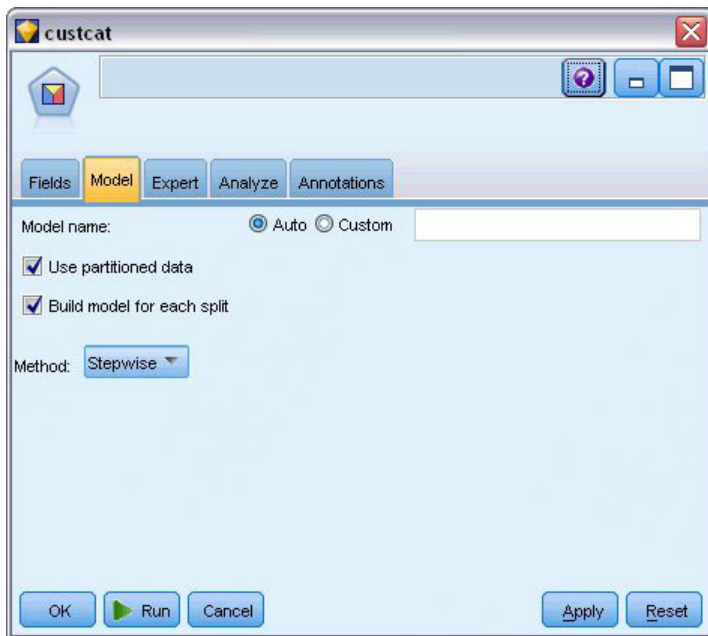 custcat
Fields Model Expert Analyze Annotations
Model name: Auto Custom
Use partitioned data
Build model for each split
Method: Stepwise
OK Run Cancel Apply Reset